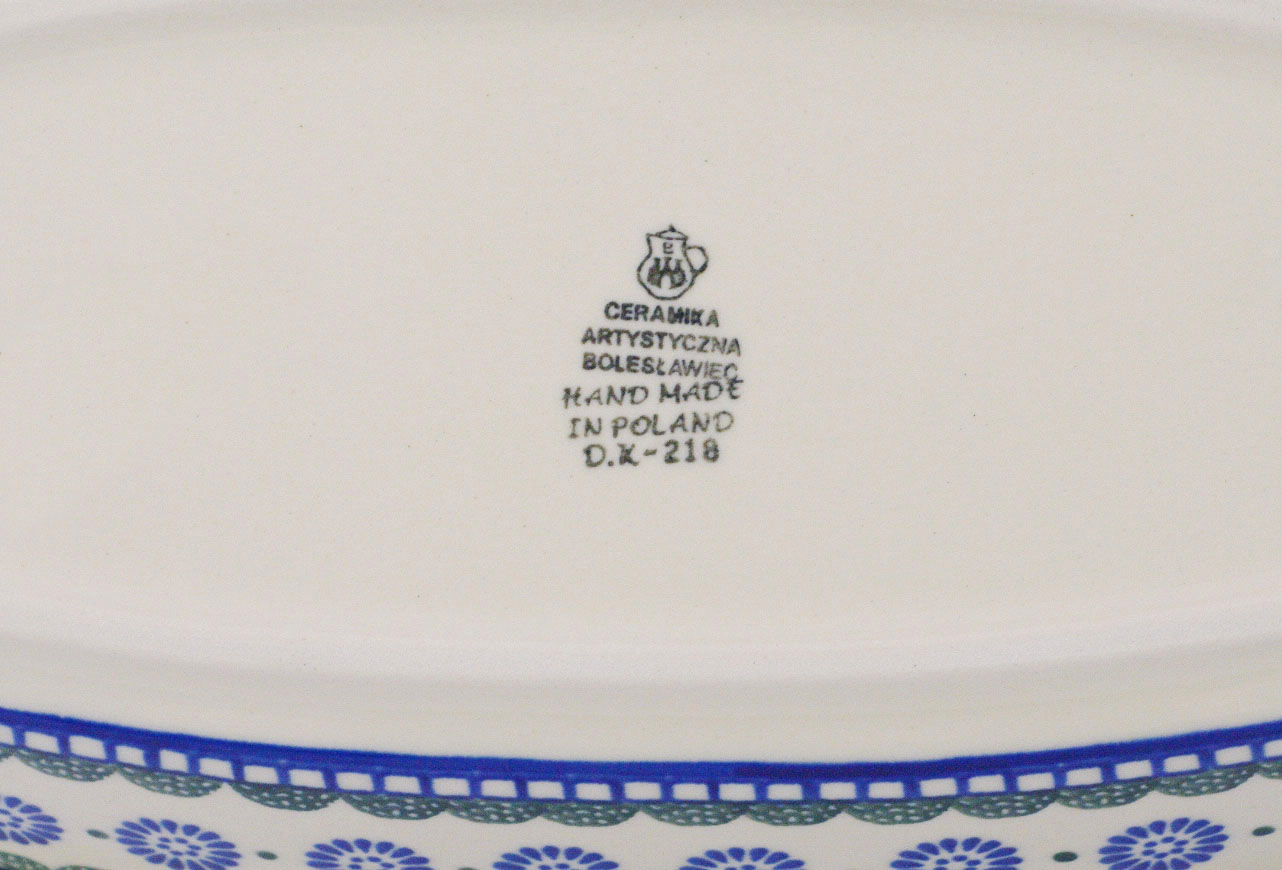 B
CERAMIKA
ARTYSTYCZNA
BOLESŁAWIEC
HAND MADE
IN POLAND
D.K-218